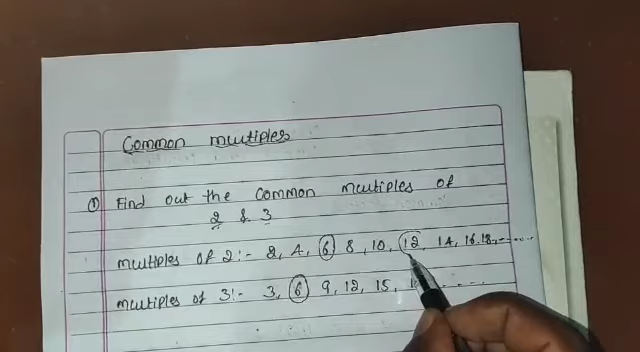 Common multiples
① Find out the Common multiples of
2 & 3
multiples of 2:- 2, 4, 6, 8, 10, 12, 14, 16, 18, ......
multiples of 3:- 3, 6, 9, 12, 15, .....